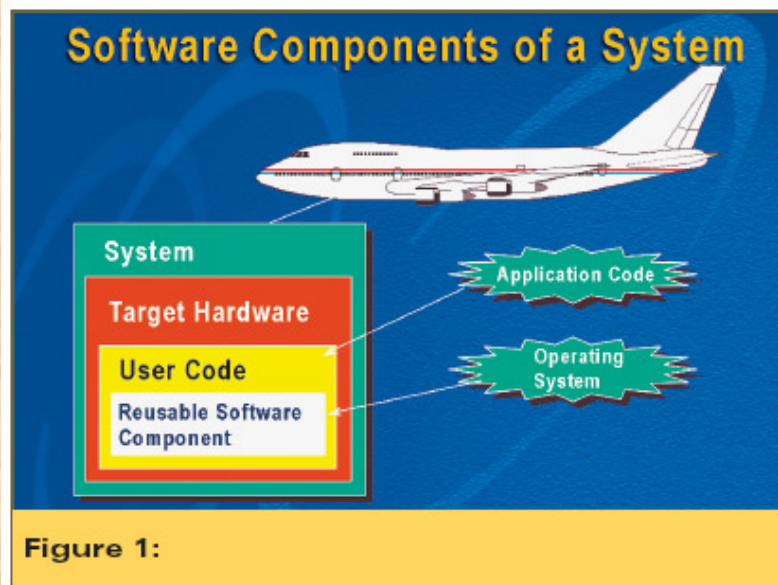 Software Components of a System
System
Target Hardware
User Code
Reusable Software
Component
Application Code
Operating
System
Figure 1: